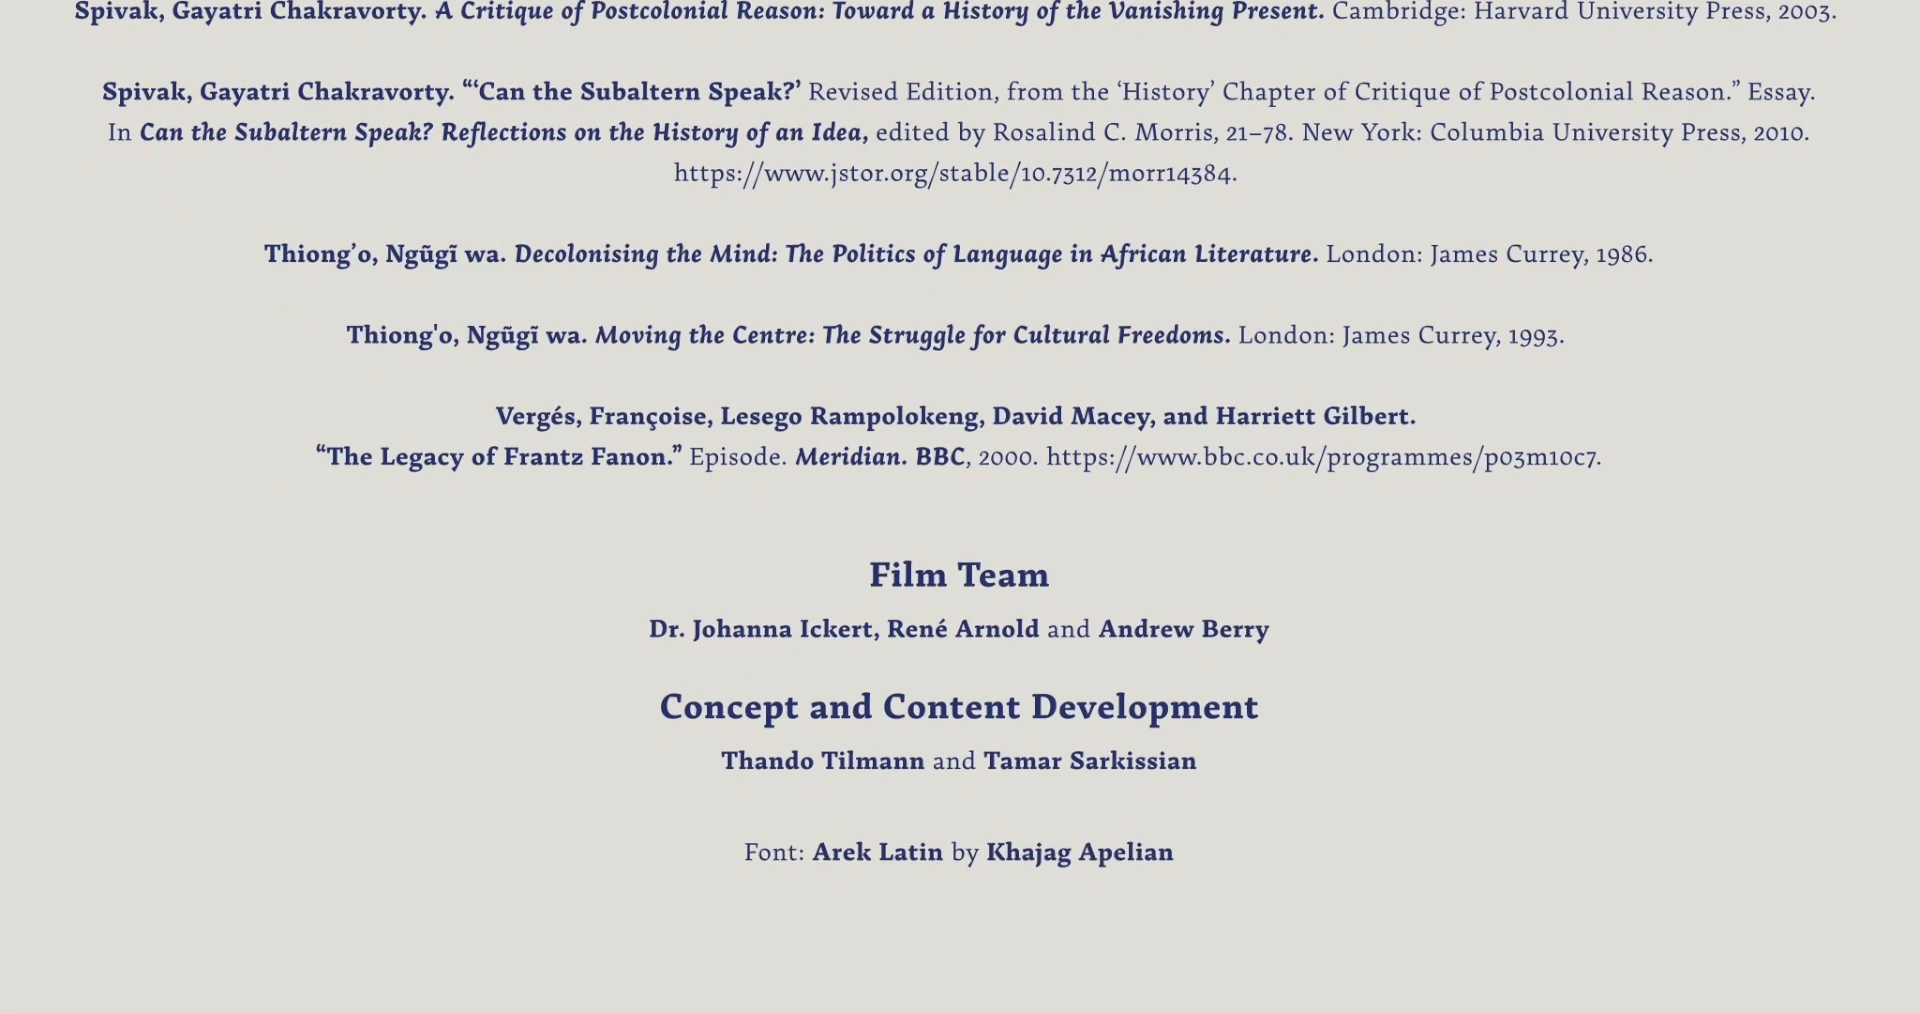 Spivak, Gayatri Chakravorty. A Critique of Postcolonial Reason: Toward a History of the Vanishing Present. Cambridge: Harvard University Press, 2003.
Spivak, Gayatri Chakravorty. “‘Can the Subaltern Speak?’ Revised Edition, from the ‘History’ Chapter of Critique of Postcolonial Reason.” Essay.
In Can the Subaltern Speak? Reflections on the History of an Idea, edited by Rosalind C. Morris, 21–78. New York: Columbia University Press, 2010.
https://www.jstor.org/stable/10.7312/morr14384.
Thiong’o, Ngũgĩ wa. Decolonising the Mind: The Politics of Language in African Literature. London: James Currey, 1986.
Thiong'o, Ngũgĩ wa. Moving the Centre: The Struggle for Cultural Freedoms. London: James Currey, 1993.
Vergés, Françoise, Lesego Rampolokeng, David Macey, and Harriett Gilbert.
“The Legacy of Frantz Fanon.” Episode. Meridian. BBC, 2000. https://www.bbc.co.uk/programmes/p03m10c7.
Film Team
Dr. Johanna Ickert, René Arnold and Andrew Berry
Concept and Content Development
Thando Tilmann and Tamar Sarkissian
Font: Arek Latin by Khajag Apelian